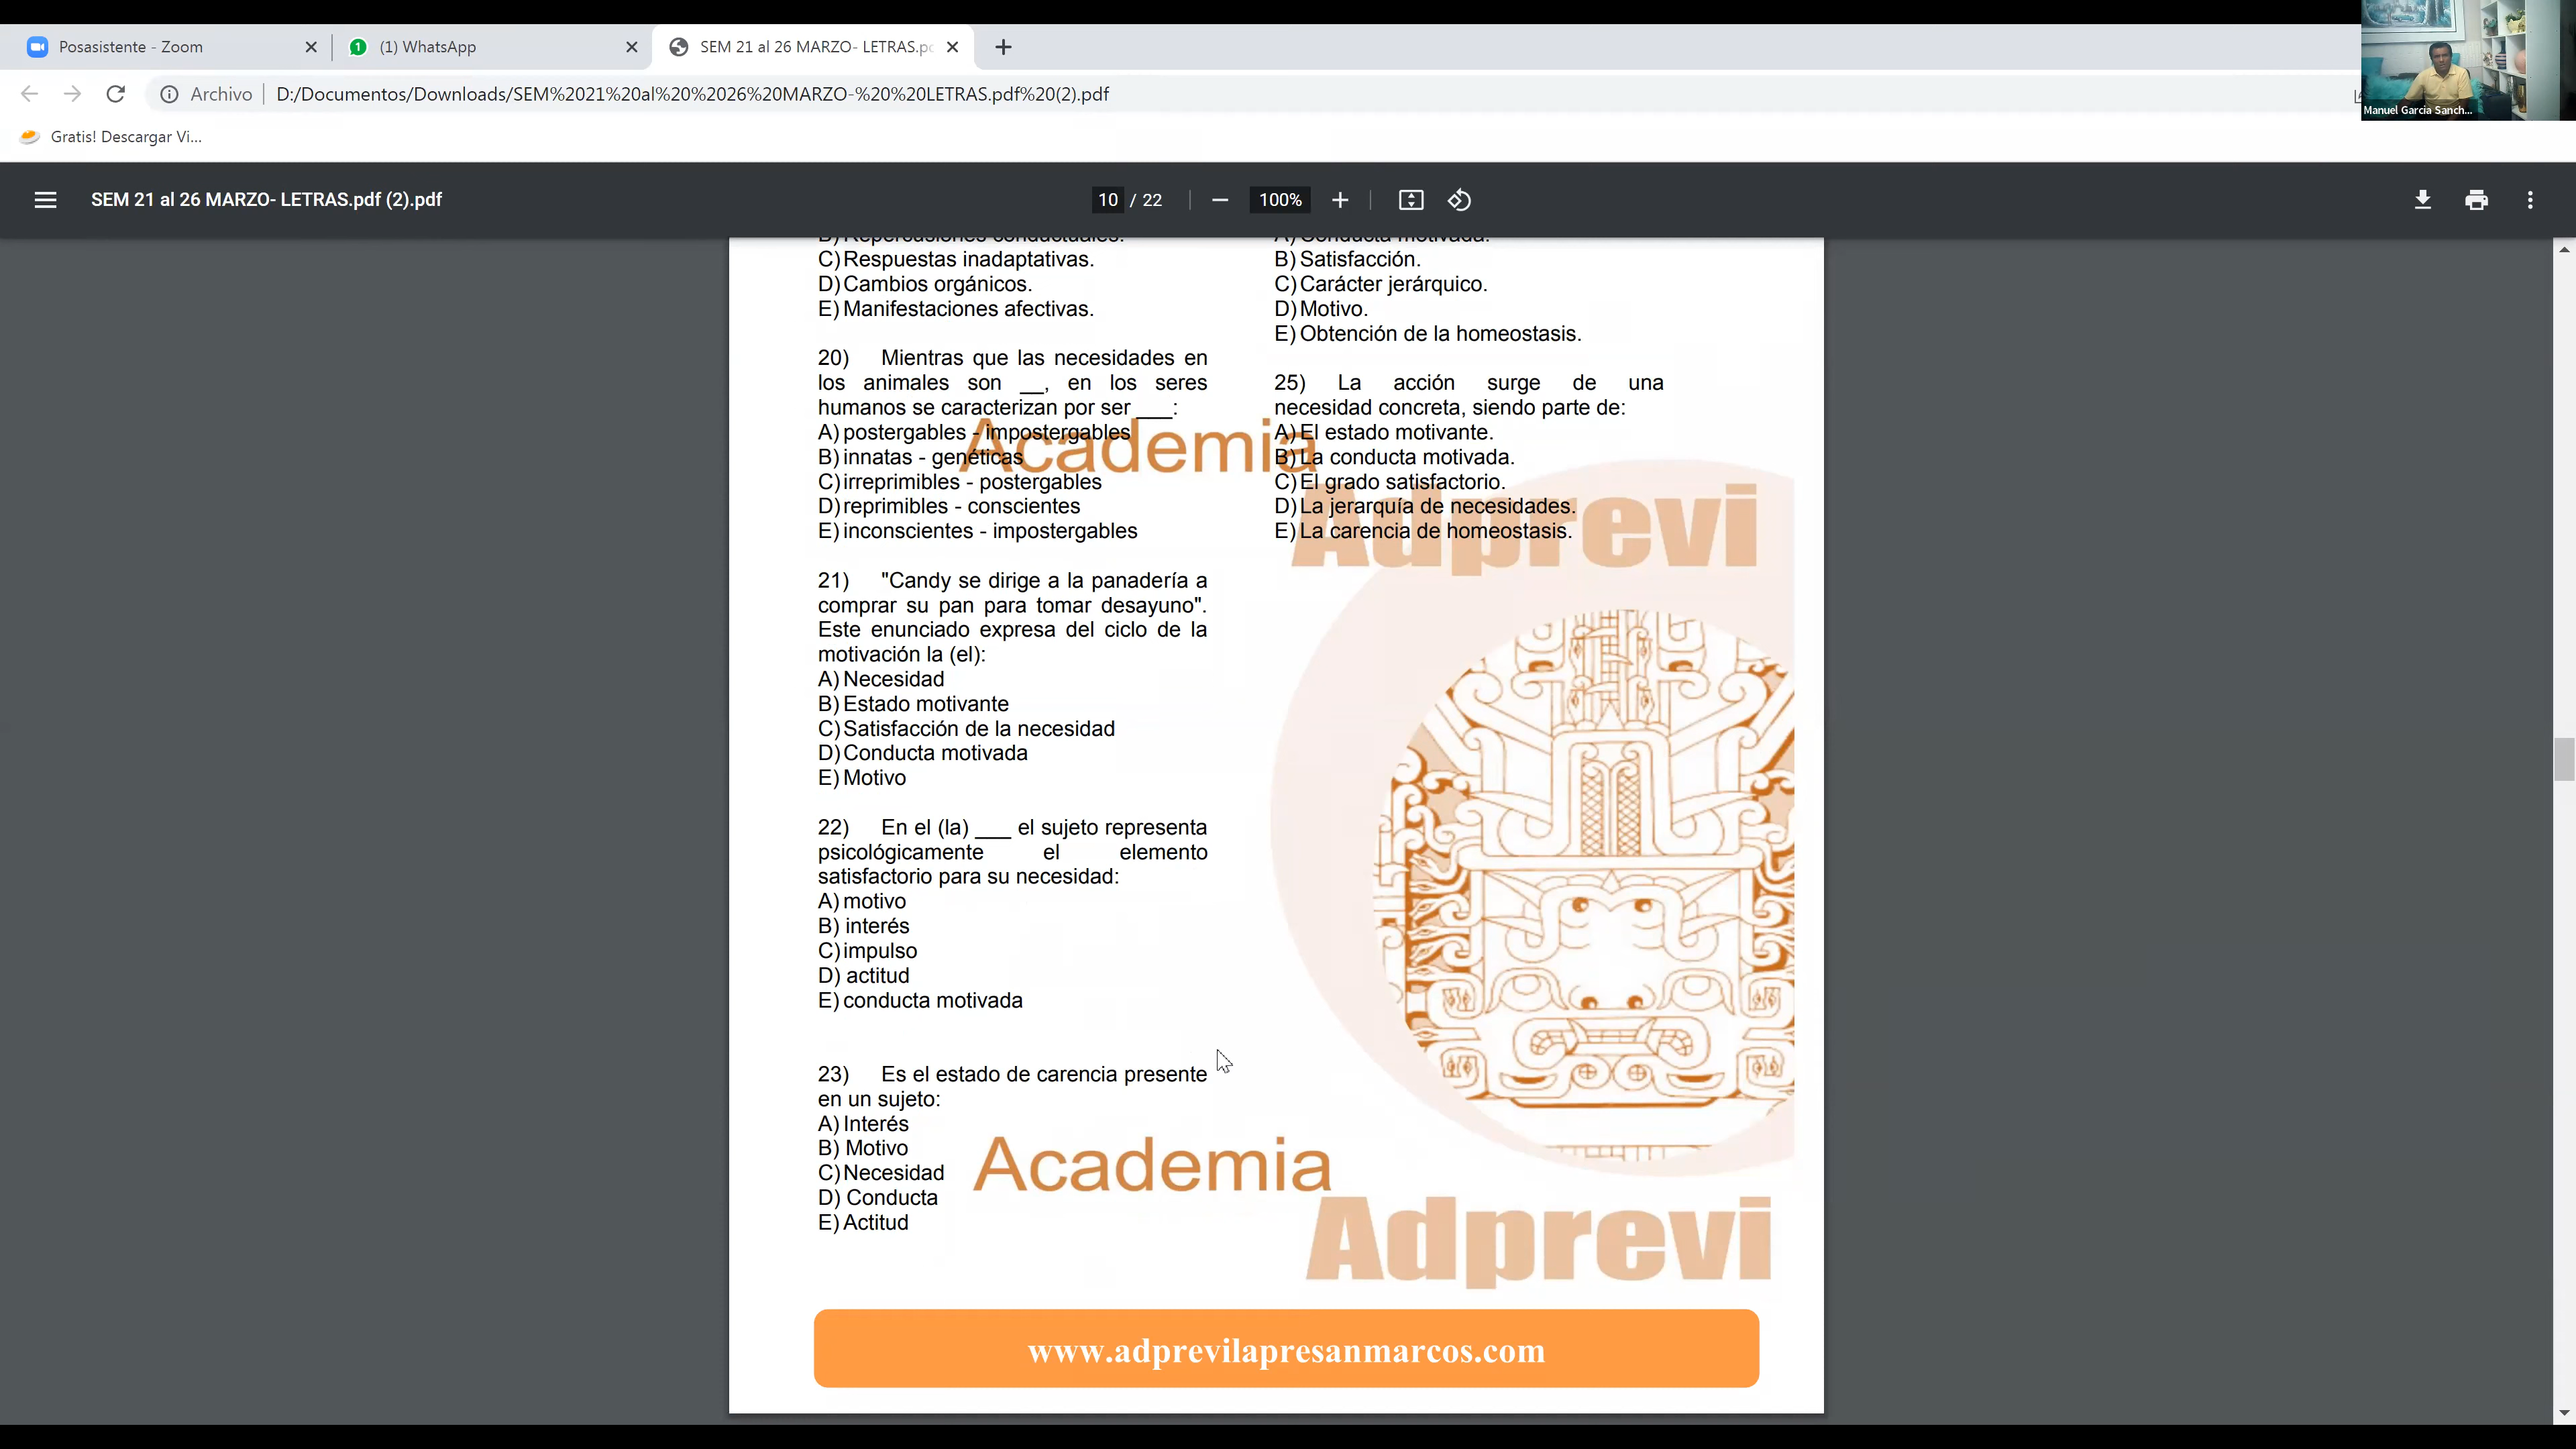 Posasistente - Zoom
(1) WhatsApp
SEM 21 al 26 MARZO- LETRAS.pd
Archivo
D:/Documentos/Downloads/SEM%2021%20al%20%2026%20MARZO-%20%20LETRAS.pdf%20(2).pdf
Gratis! Descargar Vi...
Manuel Garcia Sanch...
SEM 21 al 26 MARZO- LETRAS.pdf (2).pdf
10 / 22
100%
B) Repercusiones conductuales.
C) Respuestas inadaptativas.
D) Cambios orgánicos.
E) Manifestaciones afectivas.
20) Mientras que las necesidades en
los animales son __, en los seres
humanos se caracterizan por ser ___:
A) postergables - impostergables
B) innatas - genéticas
C) irreprimibles - postergables
D) reprimibles - conscientes
E) inconscientes - impostergables
21) "Candy se dirige a la panadería a
comprar su pan para tomar desayuno".
Este enunciado expresa del ciclo de la
motivación la (el):
A) Necesidad
B) Estado motivante
C) Satisfacción de la necesidad
D) Conducta motivada
E) Motivo
22) En el (la) ___ el sujeto representa
psicológicamente el elemento
satisfactorio para su necesidad:
A) motivo
B) interés
C) impulso
D) actitud
E) conducta motivada
23) Es el estado de carencia presente
en un sujeto:
A) Interés
B) Motivo
C) Necesidad
D) Conducta
E) Actitud
A) Conducta motivada.
B) Satisfacción.
C) Carácter jerárquico.
D) Motivo.
E) Obtención de la homeostasis.
25) La acción surge de una
necesidad concreta, siendo parte de:
A) El estado motivante.
B) La conducta motivada.
C) El grado satisfactorio.
D) La jerarquía de necesidades.
E) La carencia de homeostasis.
Academia
Adprevi
Academia
Adprevi
www.adprevilapresanmarcos.com